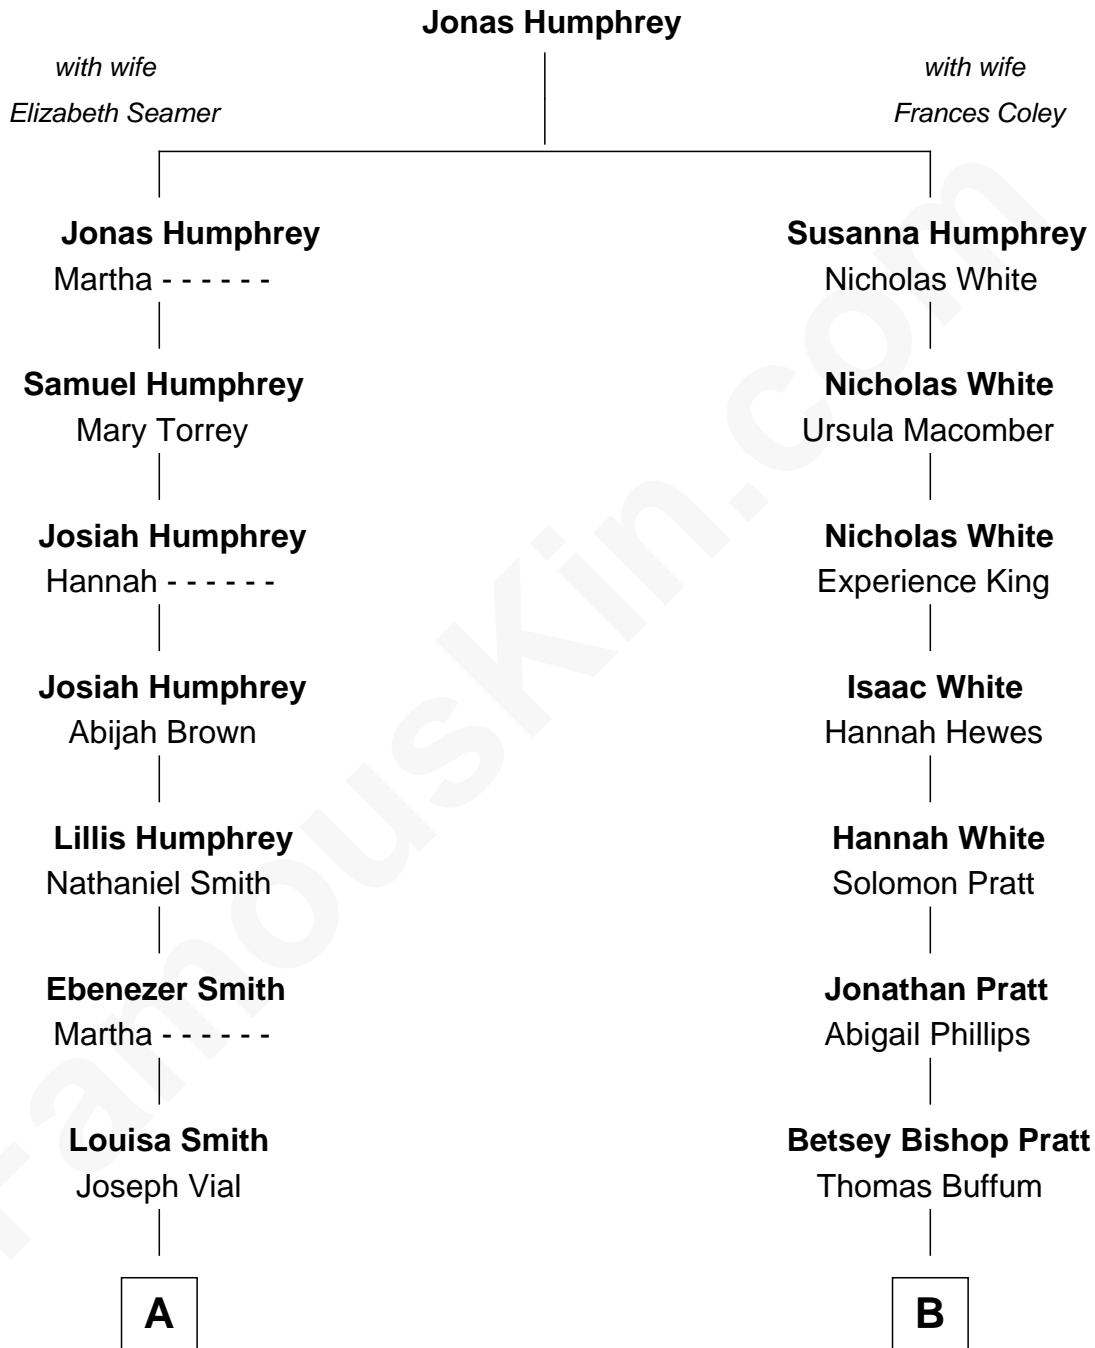 Jonas Humphrey
with wife
Elizabeth Seamer
with wife
Frances Coley
Jonas Humphrey
Martha - - - - - -
Susanna Humphrey
Nicholas White
Samuel Humphrey
Mary Torrey
Nicholas White
Ursula Macomber
Josiah Humphrey
Hannah - - - - - -
Nicholas White
Experience King
Josiah Humphrey
Abijah Brown
Isaac White
Hannah Hewes
Lillis Humphrey
Nathaniel Smith
Hannah White
Solomon Pratt
Ebenezer Smith
Martha - - - - - -
Jonathan Pratt
Abigail Phillips
Louisa Smith
Joseph Vial
Betsey Bishop Pratt
Thomas Buffum
A
B
FamousKin.com